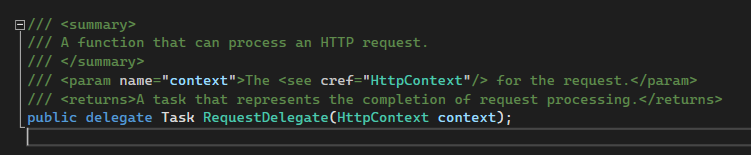 /// <summary>
/// A function that can process an HTTP request.
/// </summary>
/// <param name="context">The <see cref="HttpContext"/> for the request.</param>
/// <returns>A task that represents the completion of request processing.</returns>
public delegate Task RequestDelegate(HttpContext context);